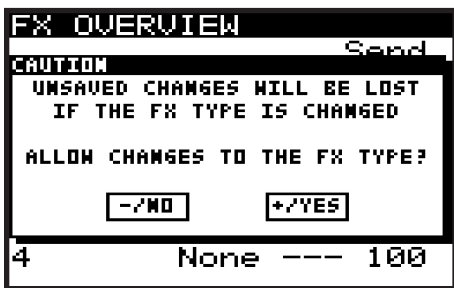 FX OVERVIEW
Send
CAUTION
UNSAVED CHANGES WILL BE LOST
IF THE FX TYPE IS CHANGED
ALLOW CHANGES TO THE FX TYPE?
-/NO +/YES
4 None --- 100